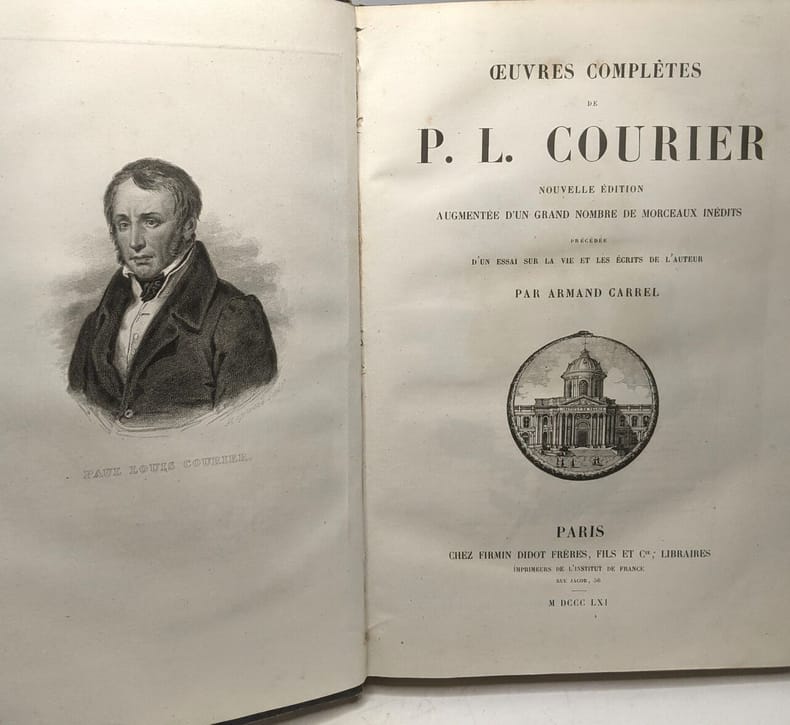 PAUL LOUIS COURIER.
ŒUVRES COMPLÈTES
DE
P. L. COURIER
NOUVELLE ÉDITION
AUGMENTÉE D'UN GRAND NOMBRE DE MORCEAUX INÉDITS
PRÉCÉDÉE
D'UN ESSAI SUR LA VIE ET LES ÉCRITS DE L'AUTEUR
PAR ARMAND CARREL
PARIS
CHEZ FIRMIN DIDOT FRÈRES, FILS ET Cie, LIBRAIRES
IMPRIMEURS DE L'INSTITUT DE FRANCE
RUE JACOB, 56
M DCCC LXI